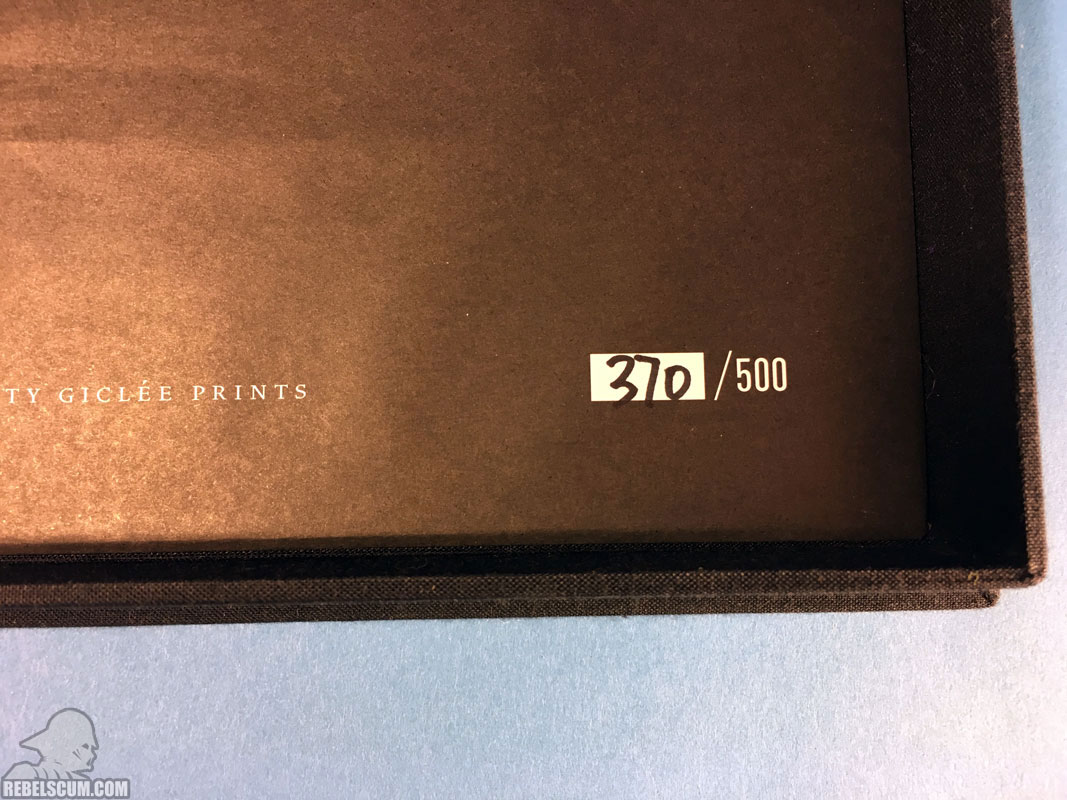 TY GICLÉE PRINTS
370 /500
REBELSCUM.COM